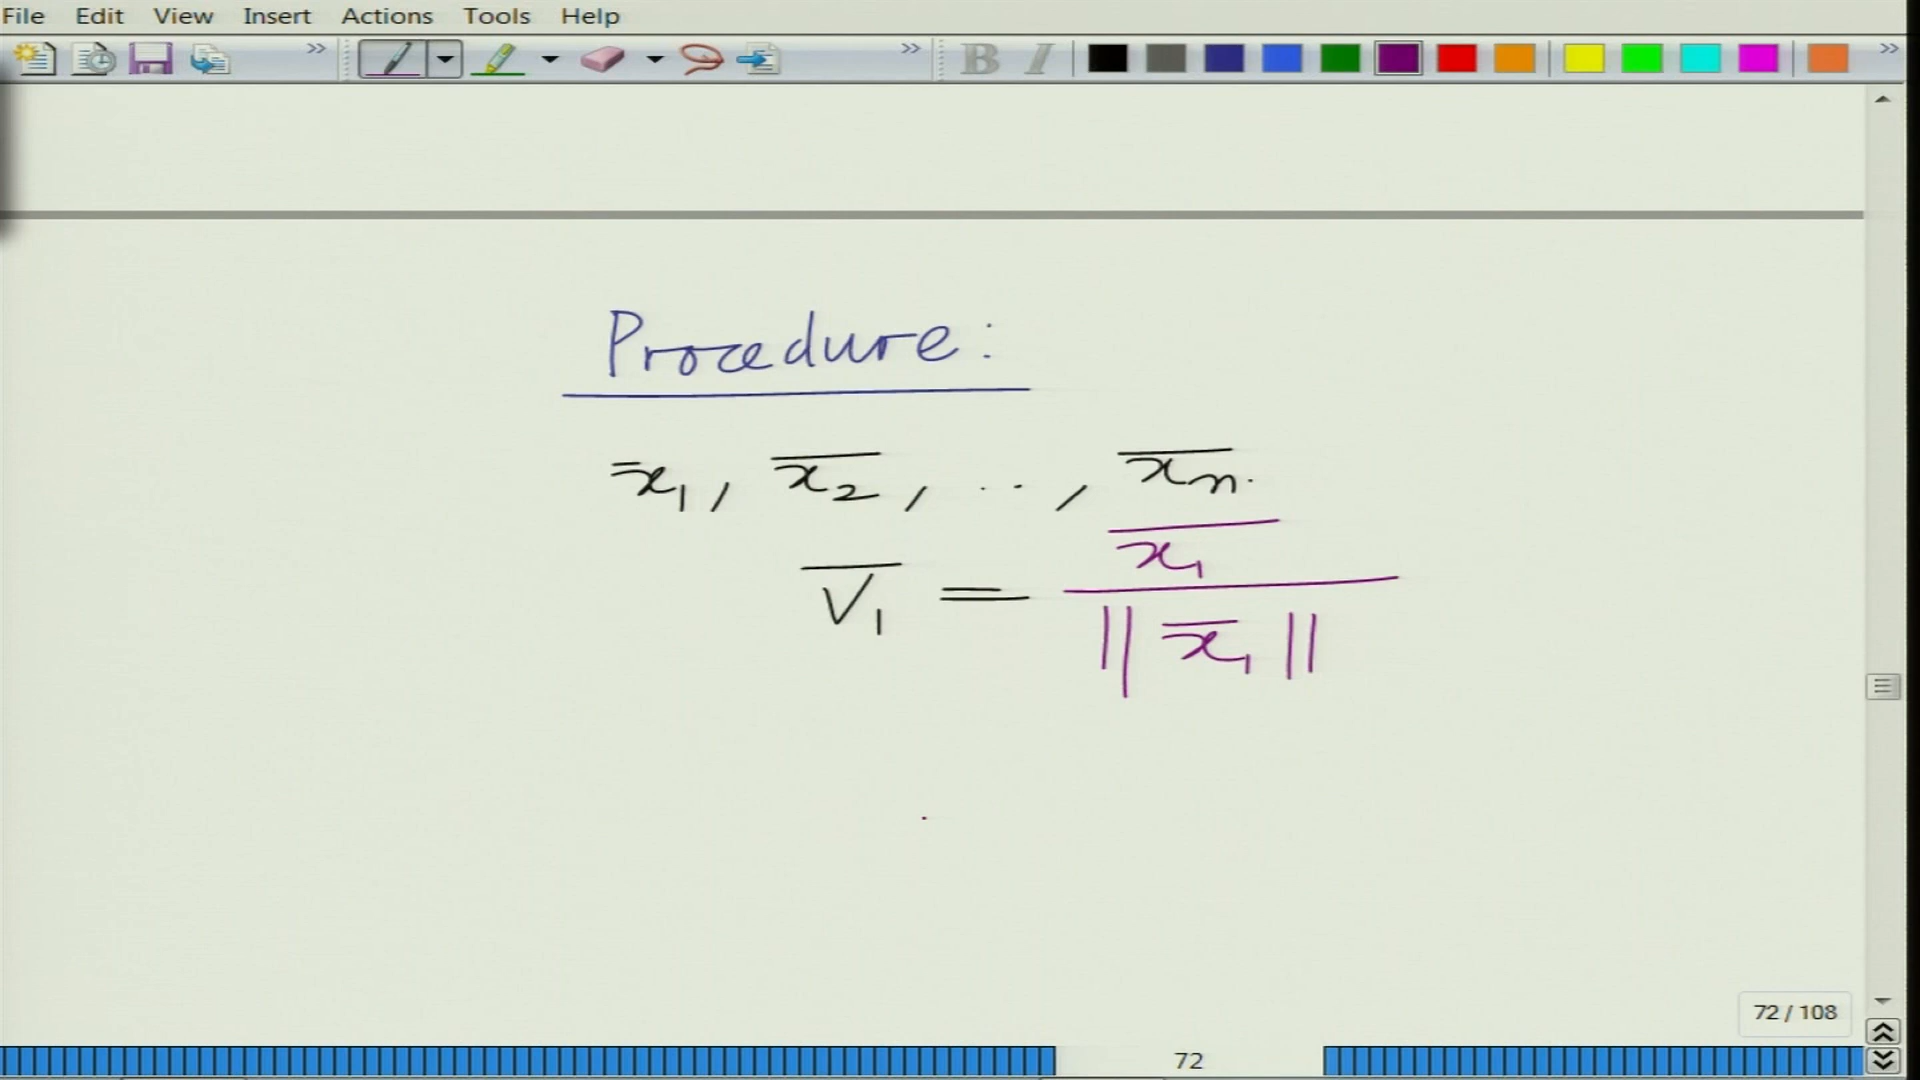 File Edit View Insert Actions Tools Help
B I
Procedure:
x̄₁, x̄₂, .., x̄ₙ.
V̄₁ = x̄₁ / ||x̄₁||
72 / 108
72